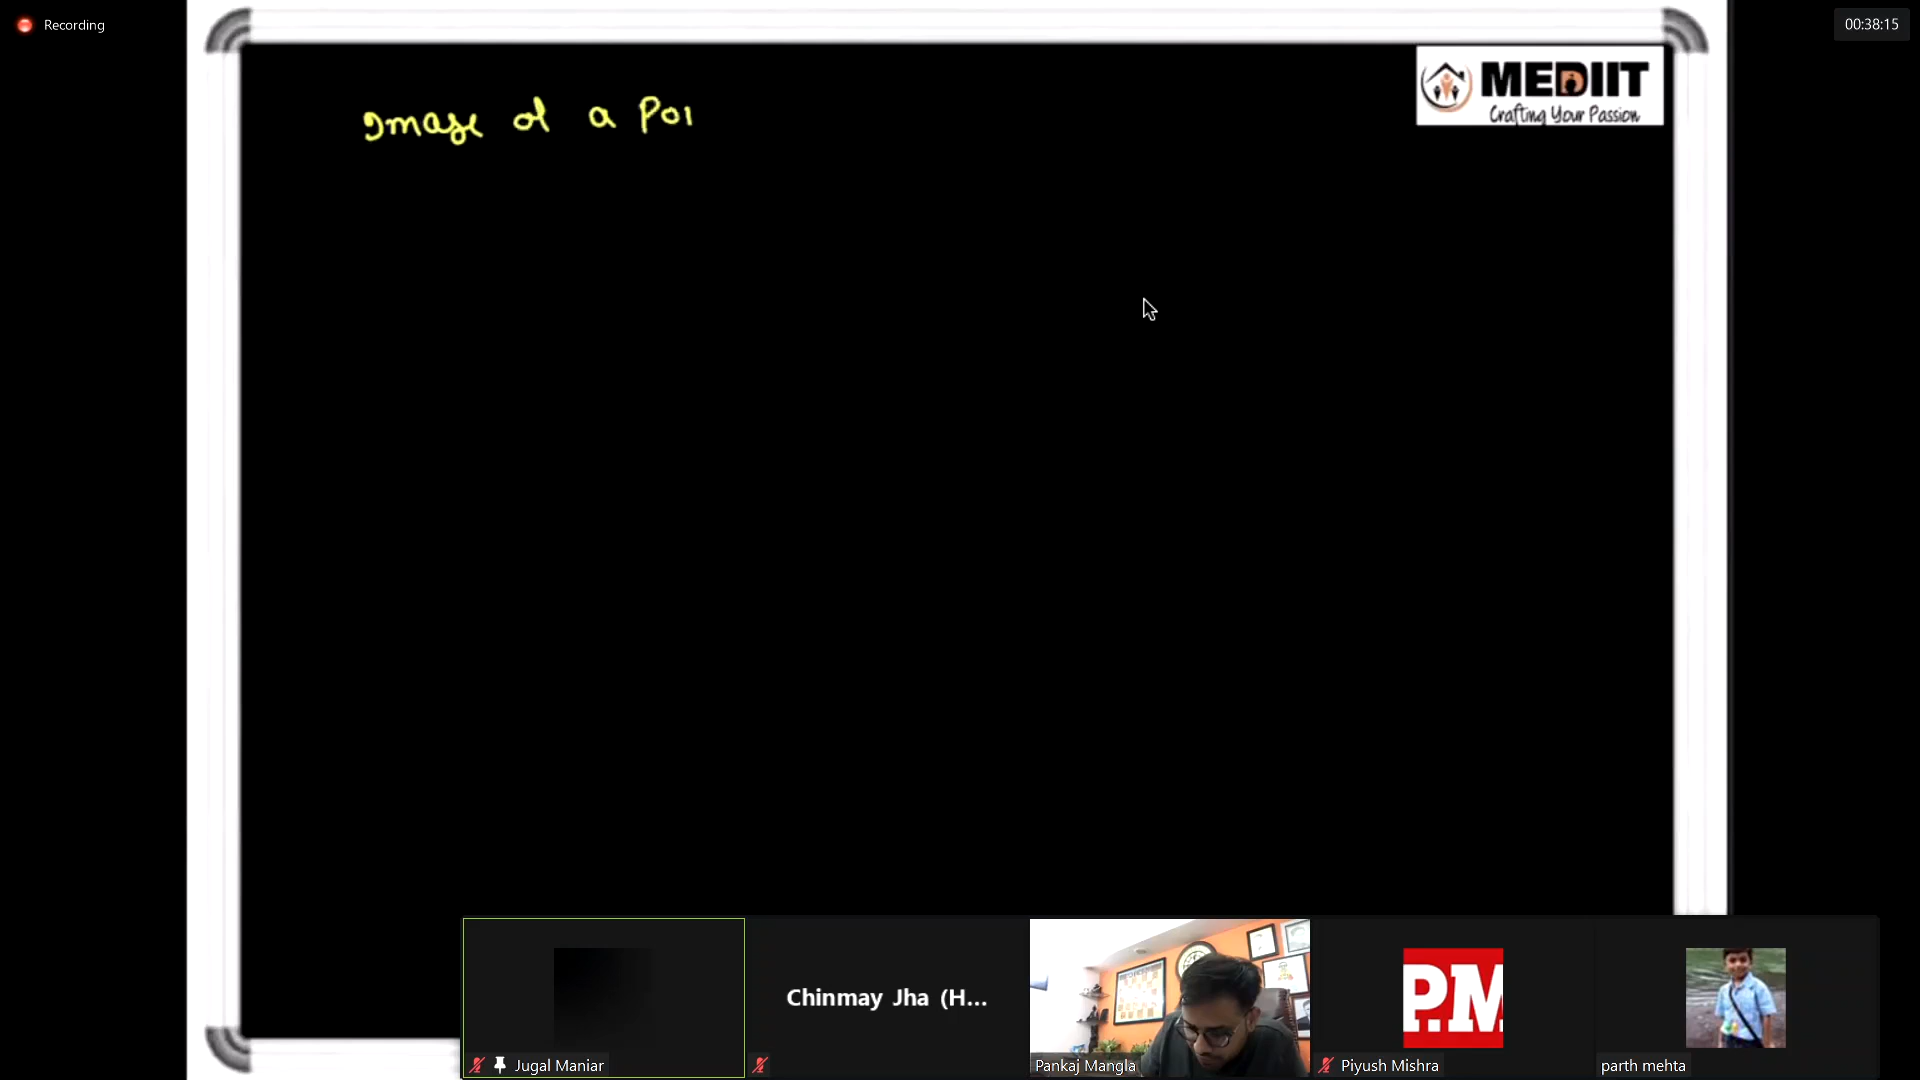 Recording
00:38:15
MEDIIT
Crafting Your Passion
Image of a Poi
Jugal Maniar
Chinmay Jha (H...
Pankaj Mangla
P.M
Piyush Mishra
parth mehta